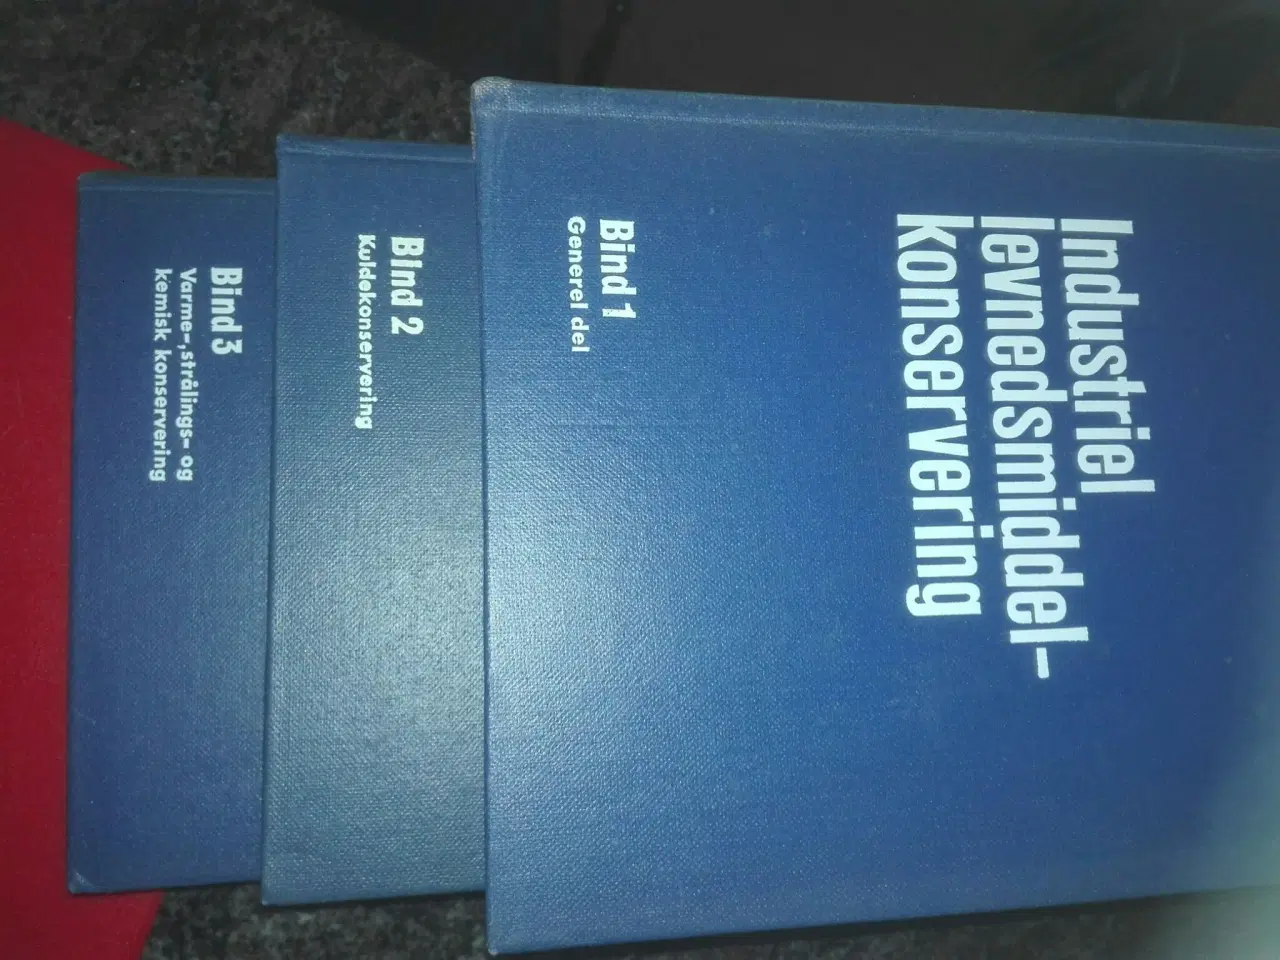 Industriel
levnedsmiddel-
konservering
Bind 1
Generel del
Bind 2
Kuldekonservering
Bind 3
Varme-, strålings- og
kemisk konservering